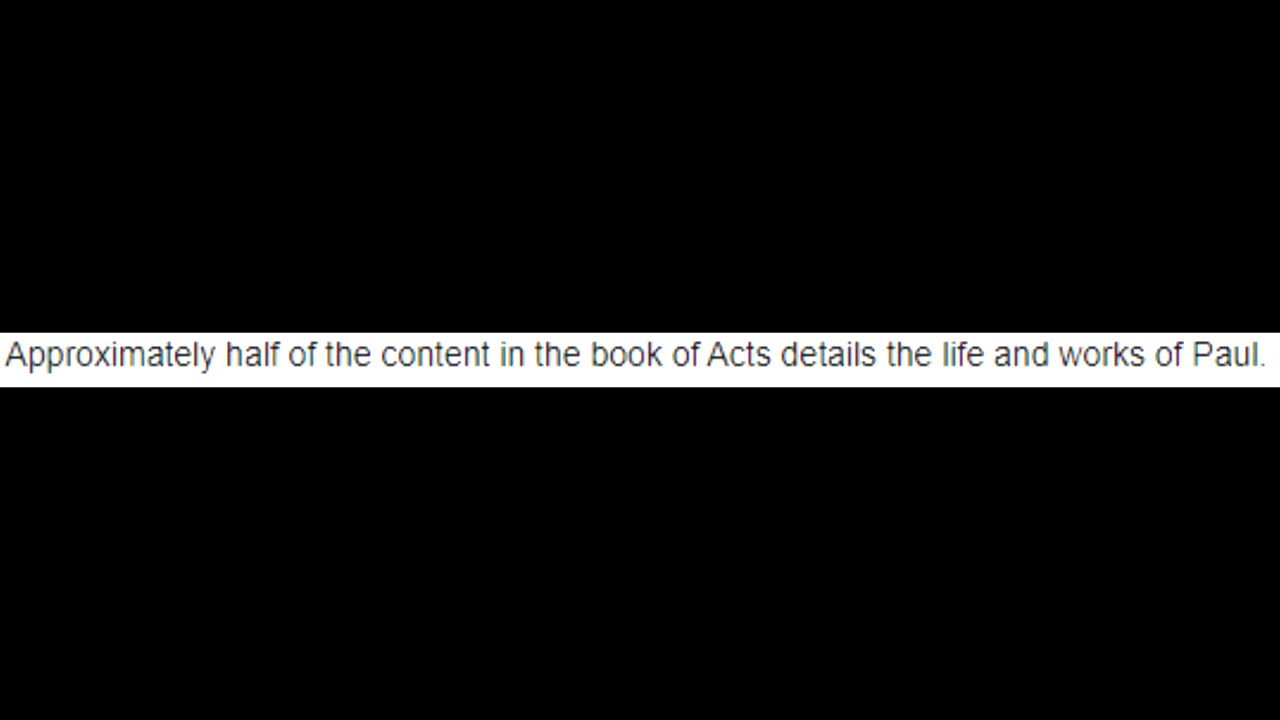 Approximately half of the content in the book of Acts details the life and works of Paul.